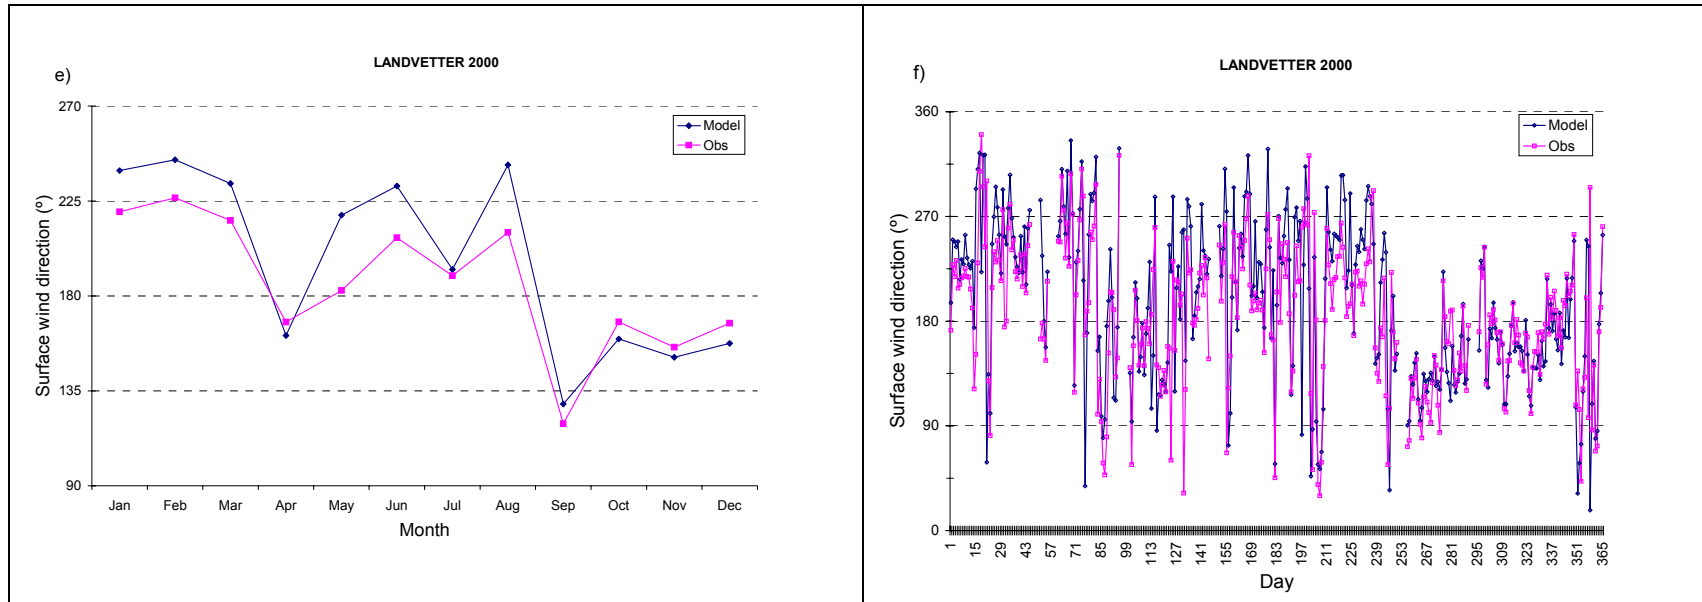 e)
LANDVETTER 2000
Model
Obs
Surface wind direction (º)
270
225
180
135
90
Jan Feb Mar Apr May Jun Jul Aug Sep Oct Nov Dec
Month
f)
LANDVETTER 2000
Model
Obs
Surface wind direction (º)
360
270
180
90
0
1 15 29 43 57 71 85 99 113 127 141 155 169 183 197 211 225 239 253 267 281 295 309 323 337 351 365
Day